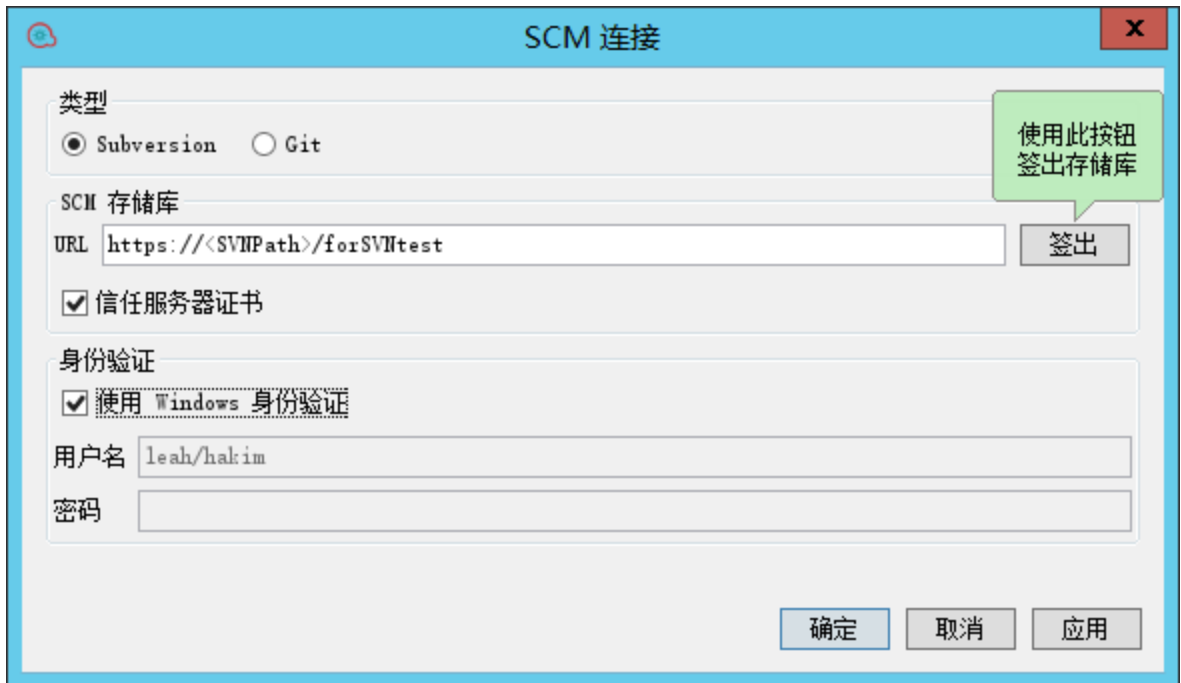 SCM 连接
X
类型
Subversion Git
使用此按钮
签出存储库
SCM 存储库
URL https://<SVNPath>/forSVNtest 签出
信任服务器证书
身份验证
使用 Windows 身份验证
用户名 leah/hakim
密码
确定 取消 应用